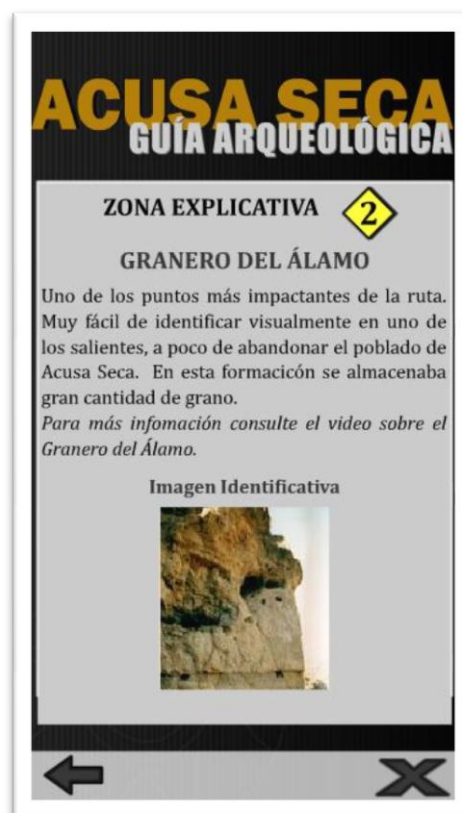 ACUSA SECA
GUÍA ARQUEOLÓGICA
ZONA EXPLICATIVA 2
GRANERO DEL ÁLAMO
Uno de los puntos más impactantes de la ruta.
Muy fácil de identificar visualmente en uno de
los salientes, a poco de abandonar el poblado de
Acusa Seca. En esta formacicón se almacenaba
gran cantidad de grano.
Para más infomación consulte el video sobre el
Granero del Álamo.
Imagen Identificativa